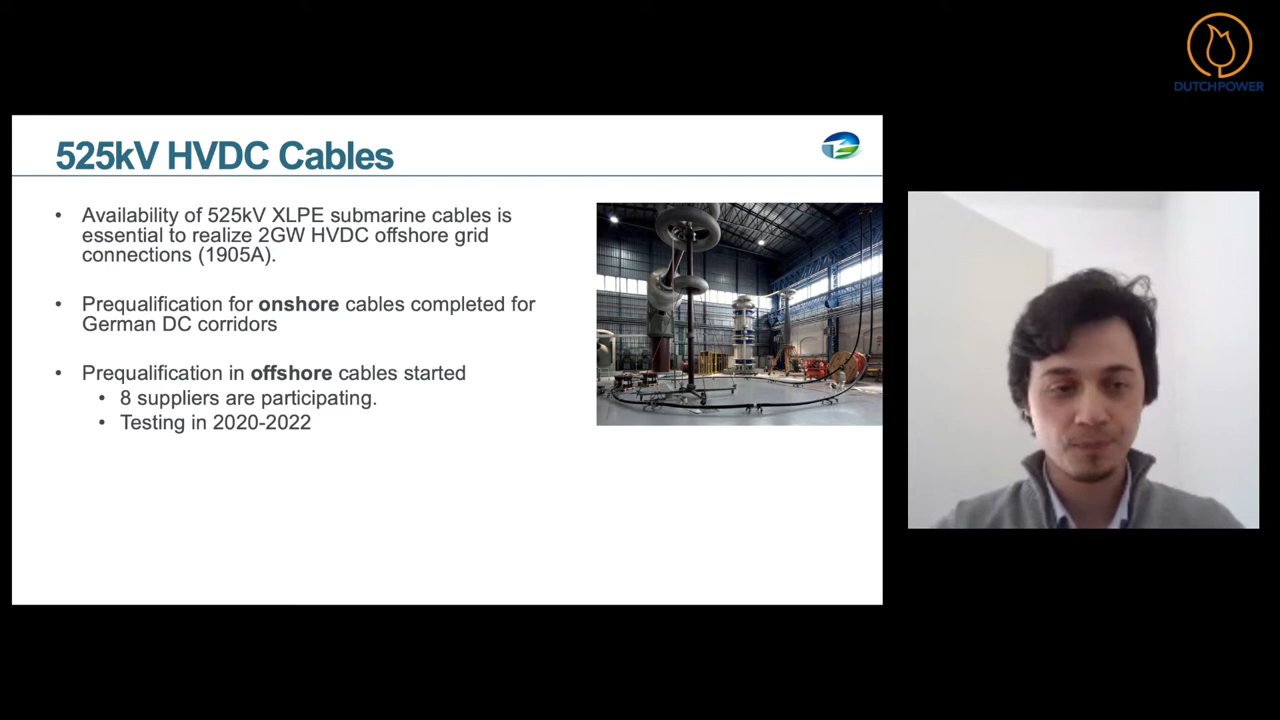 DUTCHPOWER
525kV HVDC Cables
• Availability of 525kV XLPE submarine cables is
essential to realize 2GW HVDC offshore grid
connections (1905A).
• Prequalification for onshore cables completed for
German DC corridors
• Prequalification in offshore cables started
• 8 suppliers are participating.
• Testing in 2020-2022